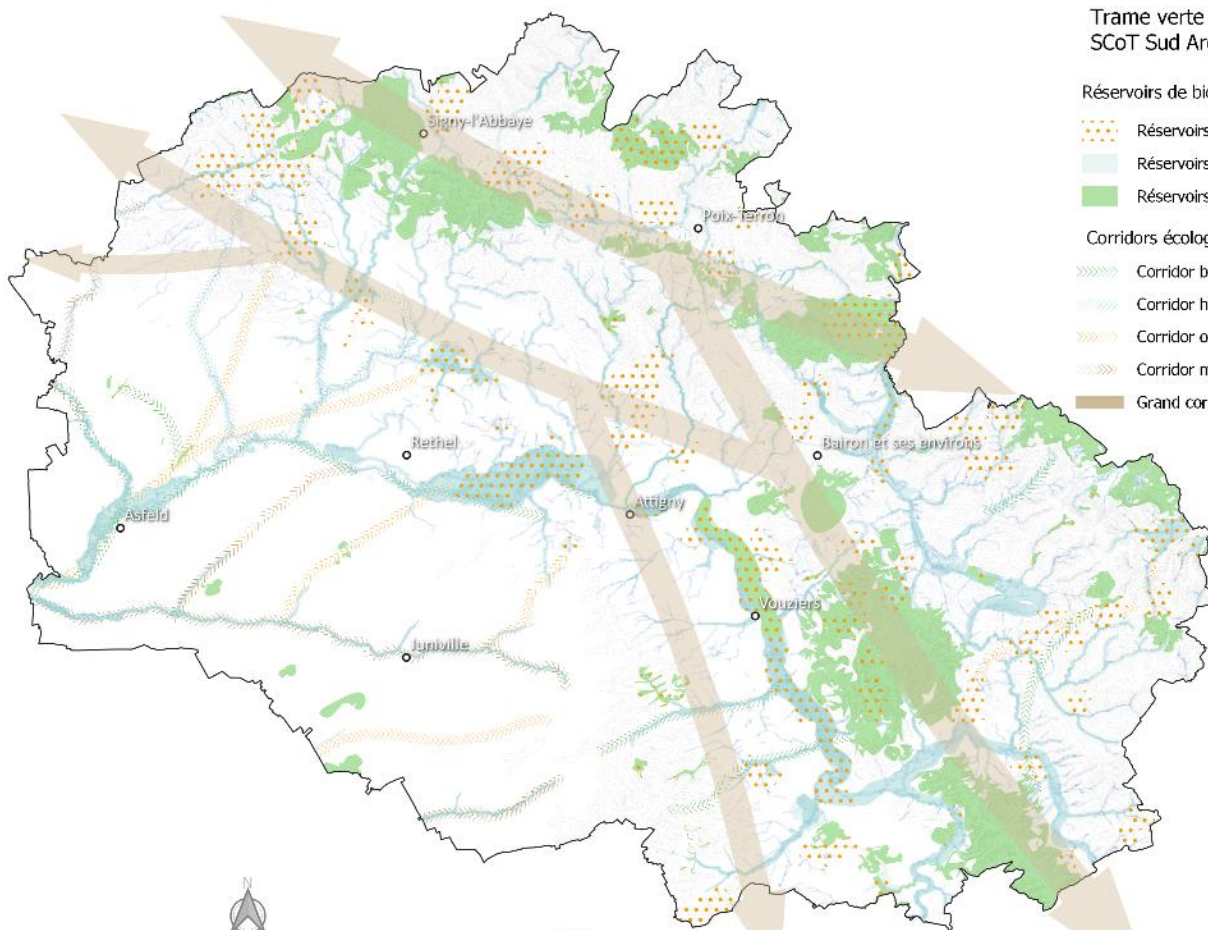 Trame verte
SCoT Sud Ar
Réservoirs de bio
Réservoirs
Réservoirs
Réservoirs
Corridors écolog
Corridor b
Corridor h
Corridor o
Corridor m
Grand cor
Signy-l'Abbaye
Poix-Terron
Rethel
Bairon et ses environs
Attigny
Asfeld
Vouziers
Juniville
N